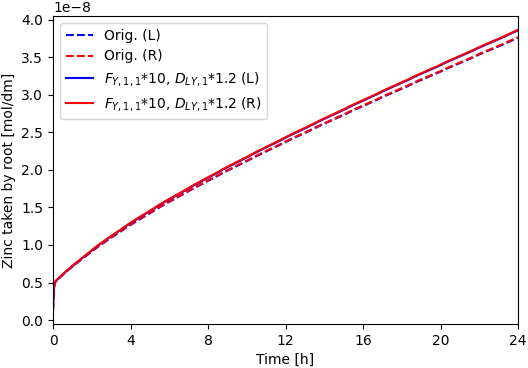 1e−8
4.0
3.5
3.0
2.5
2.0
1.5
1.0
0.5
0.0
Zinc taken by root [mol/dm]
Orig. (L)
Orig. (R)
F_{Y,1,1}*10, D_{LY,1}*1.2 (L)
F_{Y,1,1}*10, D_{LY,1}*1.2 (R)
0 4 8 12 16 20 24
Time [h]